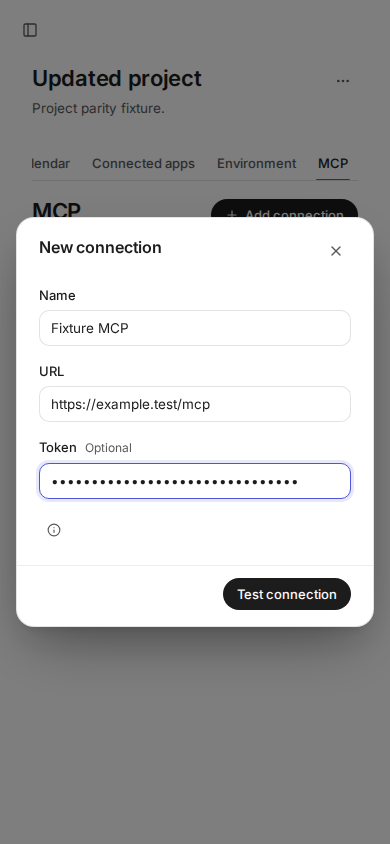 Updated project
Project parity fixture.
lendar Connected apps Environment MCP
MCP
Add connection
New connection
Name
Fixture MCP
URL
https://example.test/mcp
Token Optional
•••••••••••••••••••••••••••••••
Test connection